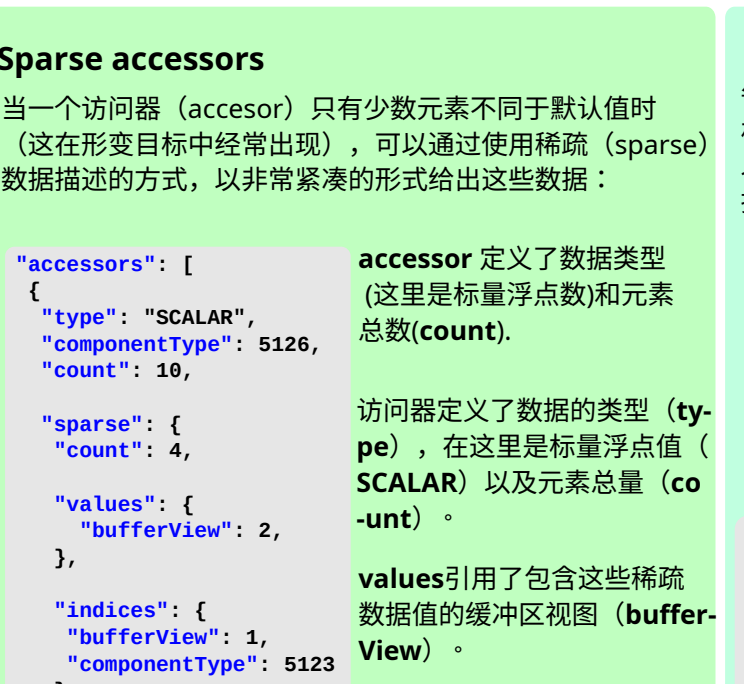 Sparse accessors
当一个访问器（accesor）只有少数元素不同于默认值时
（这在形变目标中经常出现），可以通过使用稀疏（sparse）
数据描述的方式，以非常紧凑的形式给出这些数据：
"accessors": [
{
"type": "SCALAR",
"componentType": 5126,
"count": 10,
"sparse": {
"count": 4,
"values": {
"bufferView": 2,
},
"indices": {
"bufferView": 1,
"componentType": 5123
accessor 定义了数据类型
(这里是标量浮点数)和元素
总数(count).
访问器定义了数据的类型（ty-
pe），在这里是标量浮点值（
SCALAR）以及元素总量（co
-unt）。
values引用了包含这些稀疏
数据值的缓冲区视图（buffer-
View）。